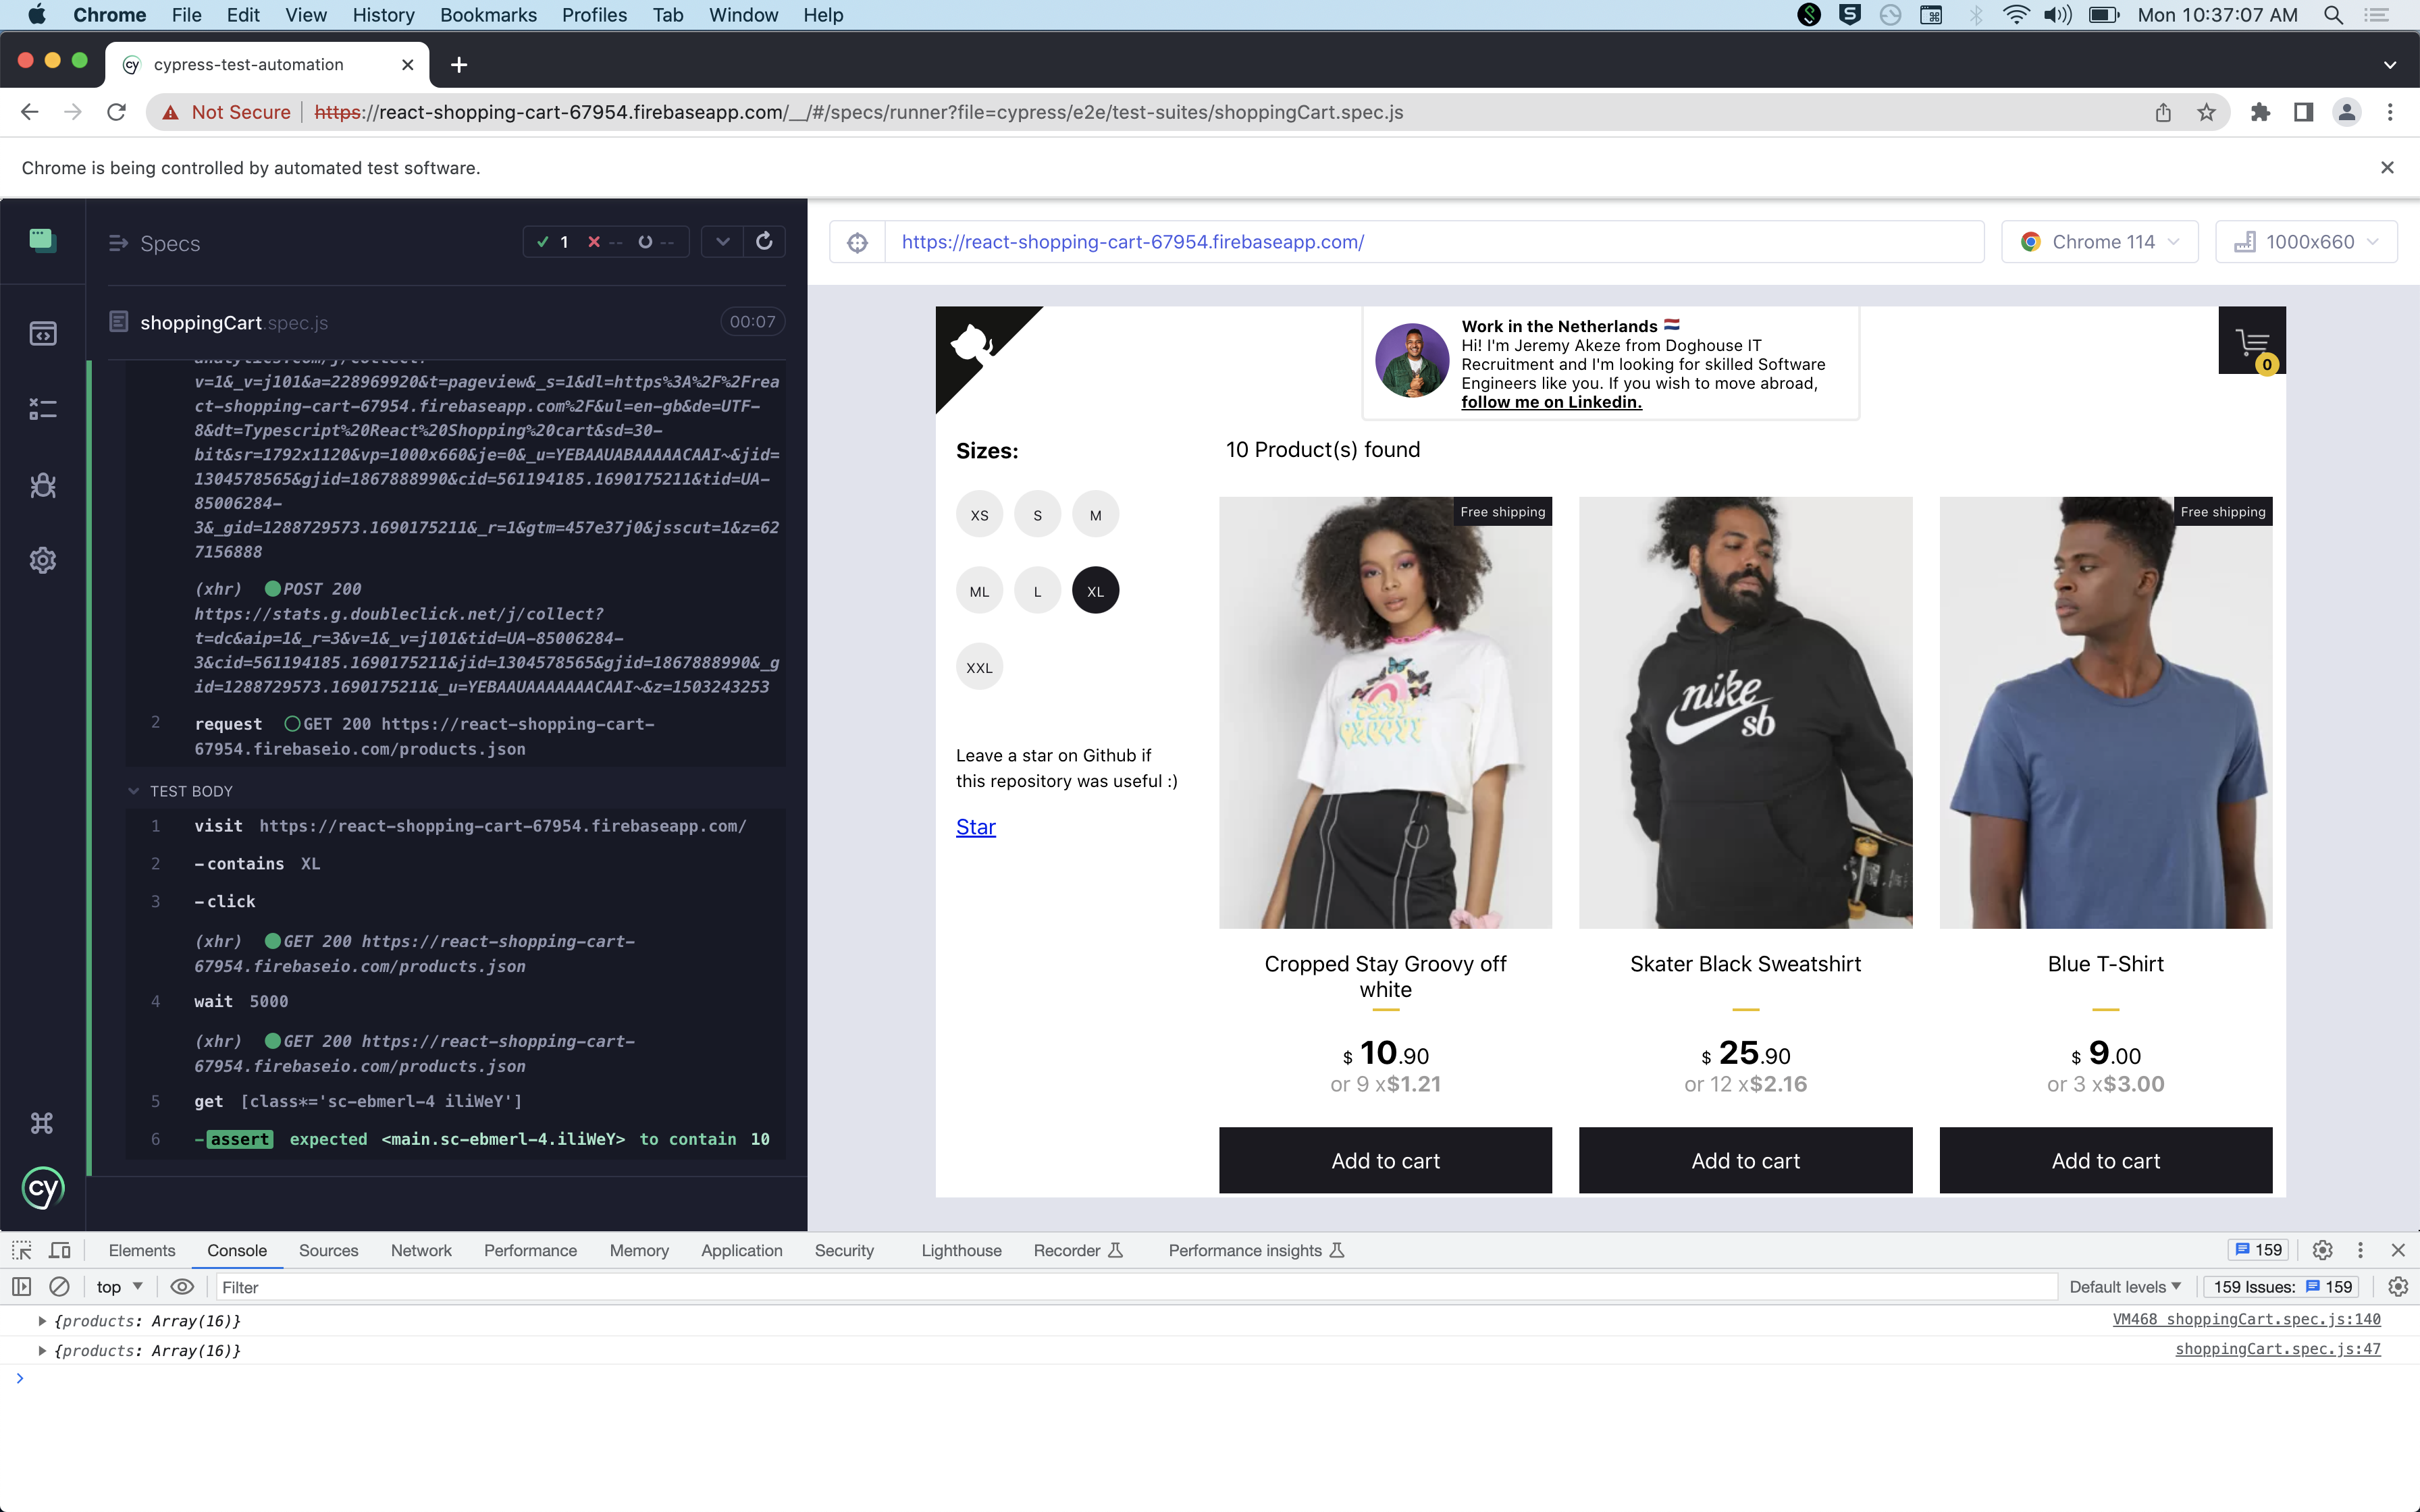 Chrome File Edit View History Bookmarks Profiles Tab Window Help
Mon 10:37:07 AM
cypress-test-automation
Not Secure https://react-shopping-cart-67954.firebaseapp.com/__/#/specs/runner?file=cypress/e2e/test-suites/shoppingCart.spec.js
Chrome is being controlled by automated test software.
Specs
1 -- --
shoppingCart.spec.js
00:07
analytics.com/j/collect?
v=1&_v=j101&a=228969920&t=pageview&_s=1&dl=https%3A%2F%2Frea
ct-shopping-cart-67954.firebaseapp.com%2F&ul=en-gb&de=UTF-
8&dt=Typescript%20React%20Shopping%20cart&sd=30-
bit&sr=1792x1120&vp=1000x660&je=0&_u=YEBAAUABAAAAACAAI~&jid=
1304578565&gjid=1867888990&cid=561194185.1690175211&tid=UA-
85006284-
3&_gid=1288729573.1690175211&_r=1&gtm=457e37j0&jsscut=1&z=62
7156888
(xhr) POST 200
https://stats.g.doubleclick.net/j/collect?
t=dc&aip=1&_r=3&v=1&_v=j101&tid=UA-85006284-
3&cid=561194185.1690175211&jid=1304578565&gjid=1867888990&_g
id=1288729573.1690175211&_u=YEBAAUAAAAAAACAAI~&z=1503243253
2 request GET 200 https://react-shopping-cart-
67954.firebaseio.com/products.json
TEST BODY
1 visit https://react-shopping-cart-67954.firebaseapp.com/
2 -contains XL
3 -click
(xhr) GET 200 https://react-shopping-cart-
67954.firebaseio.com/products.json
4 wait 5000
(xhr) GET 200 https://react-shopping-cart-
67954.firebaseio.com/products.json
5 get [class*='sc-ebmerl-4 iliWeY']
6 -assert expected <main.sc-ebmerl-4.iliWeY> to contain 10
cy
https://react-shopping-cart-67954.firebaseapp.com/
Chrome 114
1000x660
Work in the Netherlands
Hi! I'm Jeremy Akeze from Doghouse IT
Recruitment and I'm looking for skilled Software
Engineers like you. If you wish to move abroad,
follow me on Linkedin.
0
Sizes:
XS S M
ML L XL
XXL
Leave a star on Github if
this repository was useful :)
Star
10 Product(s) found
Free shipping
STAY
GROOVY
Cropped Stay Groovy off
white
$ 10.90
or 9 x$1.21
Add to cart
nike
sb
Skater Black Sweatshirt
$ 25.90
or 12 x$2.16
Add to cart
Free shipping
Blue T-Shirt
$ 9.00
or 3 x$3.00
Add to cart
Elements Console Sources Network Performance Memory Application Security Lighthouse Recorder Performance insights
159
top Filter Default levels 159 Issues: 159
{products: Array(16)} VM468 shoppingCart.spec.js:140
{products: Array(16)} shoppingCart.spec.js:47